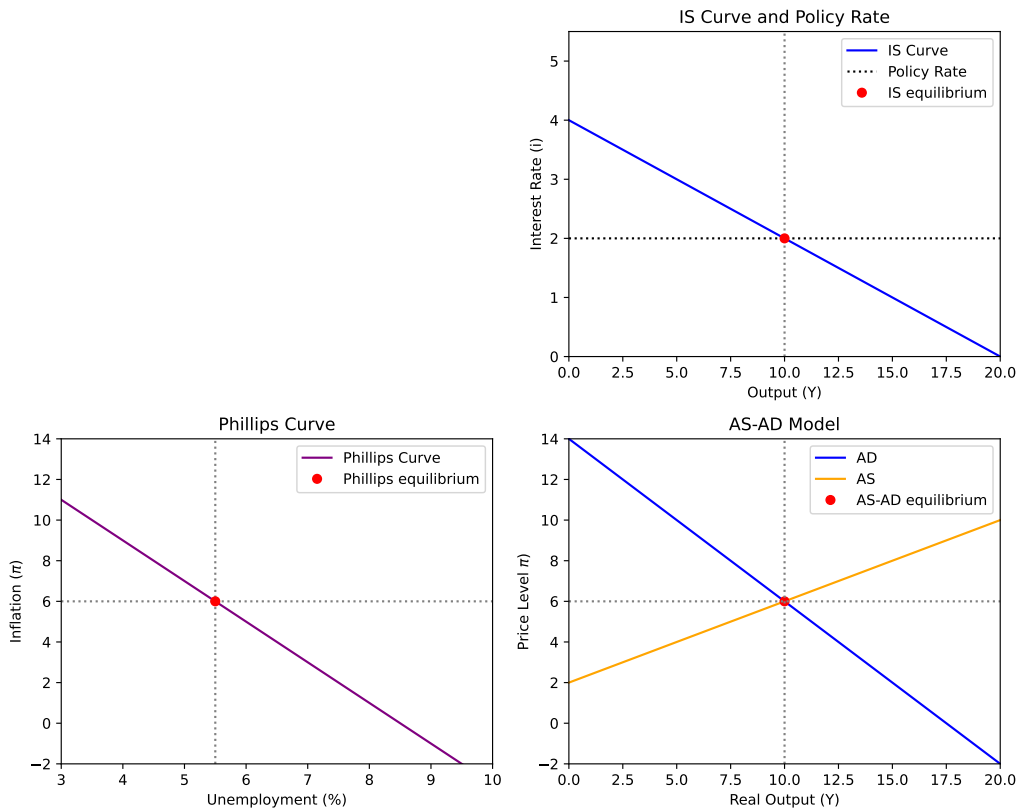 IS Curve and Policy Rate
IS Curve
Policy Rate
IS equilibrium
Interest Rate (i)
5
4
3
2
1
0
0.0 2.5 5.0 7.5 10.0 12.5 15.0 17.5 20.0
Output (Y)
Phillips Curve
Phillips Curve
Phillips equilibrium
Inflation (π)
14
12
10
8
6
4
2
0
−2
3 4 5 6 7 8 9 10
Unemployment (%)
AS-AD Model
AD
AS
AS-AD equilibrium
Price Level π)
14
12
10
8
6
4
2
0
−2
0.0 2.5 5.0 7.5 10.0 12.5 15.0 17.5 20.0
Real Output (Y)